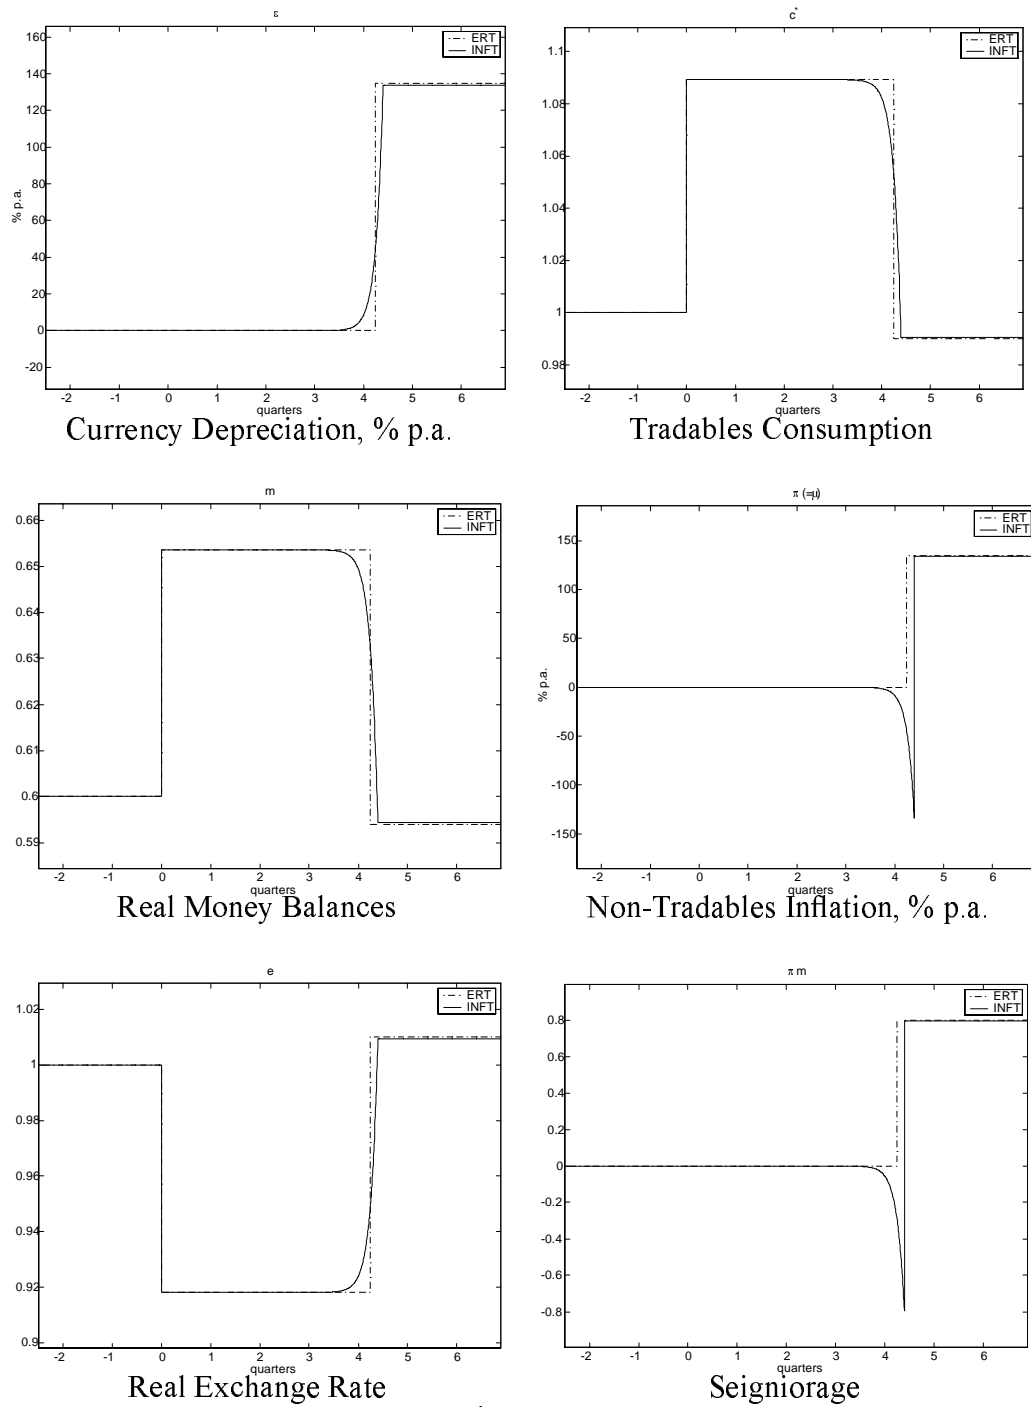 ε
ERT
INFT
160
140
120
100
80
60
40
20
0
-20
% p.a.
-2 -1 0 1 2 3 4 5 6
quarters
Currency Depreciation, % p.a.
c*
ERT
INFT
1.1
1.08
1.06
1.04
1.02
1
0.98
-2 -1 0 1 2 3 4 5 6
quarters
Tradables Consumption
m
ERT
INFT
0.66
0.65
0.64
0.63
0.62
0.61
0.6
0.59
-2 -1 0 1 2 3 4 5 6
quarters
Real Money Balances
π (=μ)
ERT
INFT
150
100
50
0
-50
-100
-150
% p.a.
-2 -1 0 1 2 3 4 5 6
quarters
Non-Tradables Inflation, % p.a.
e
ERT
INFT
1.02
1
0.98
0.96
0.94
0.92
0.9
-2 -1 0 1 2 3 4 5 6
quarters
Real Exchange Rate
π m
ERT
INFT
0.8
0.6
0.4
0.2
0
-0.2
-0.4
-0.6
-0.8
-2 -1 0 1 2 3 4 5 6
quarters
Seigniorage